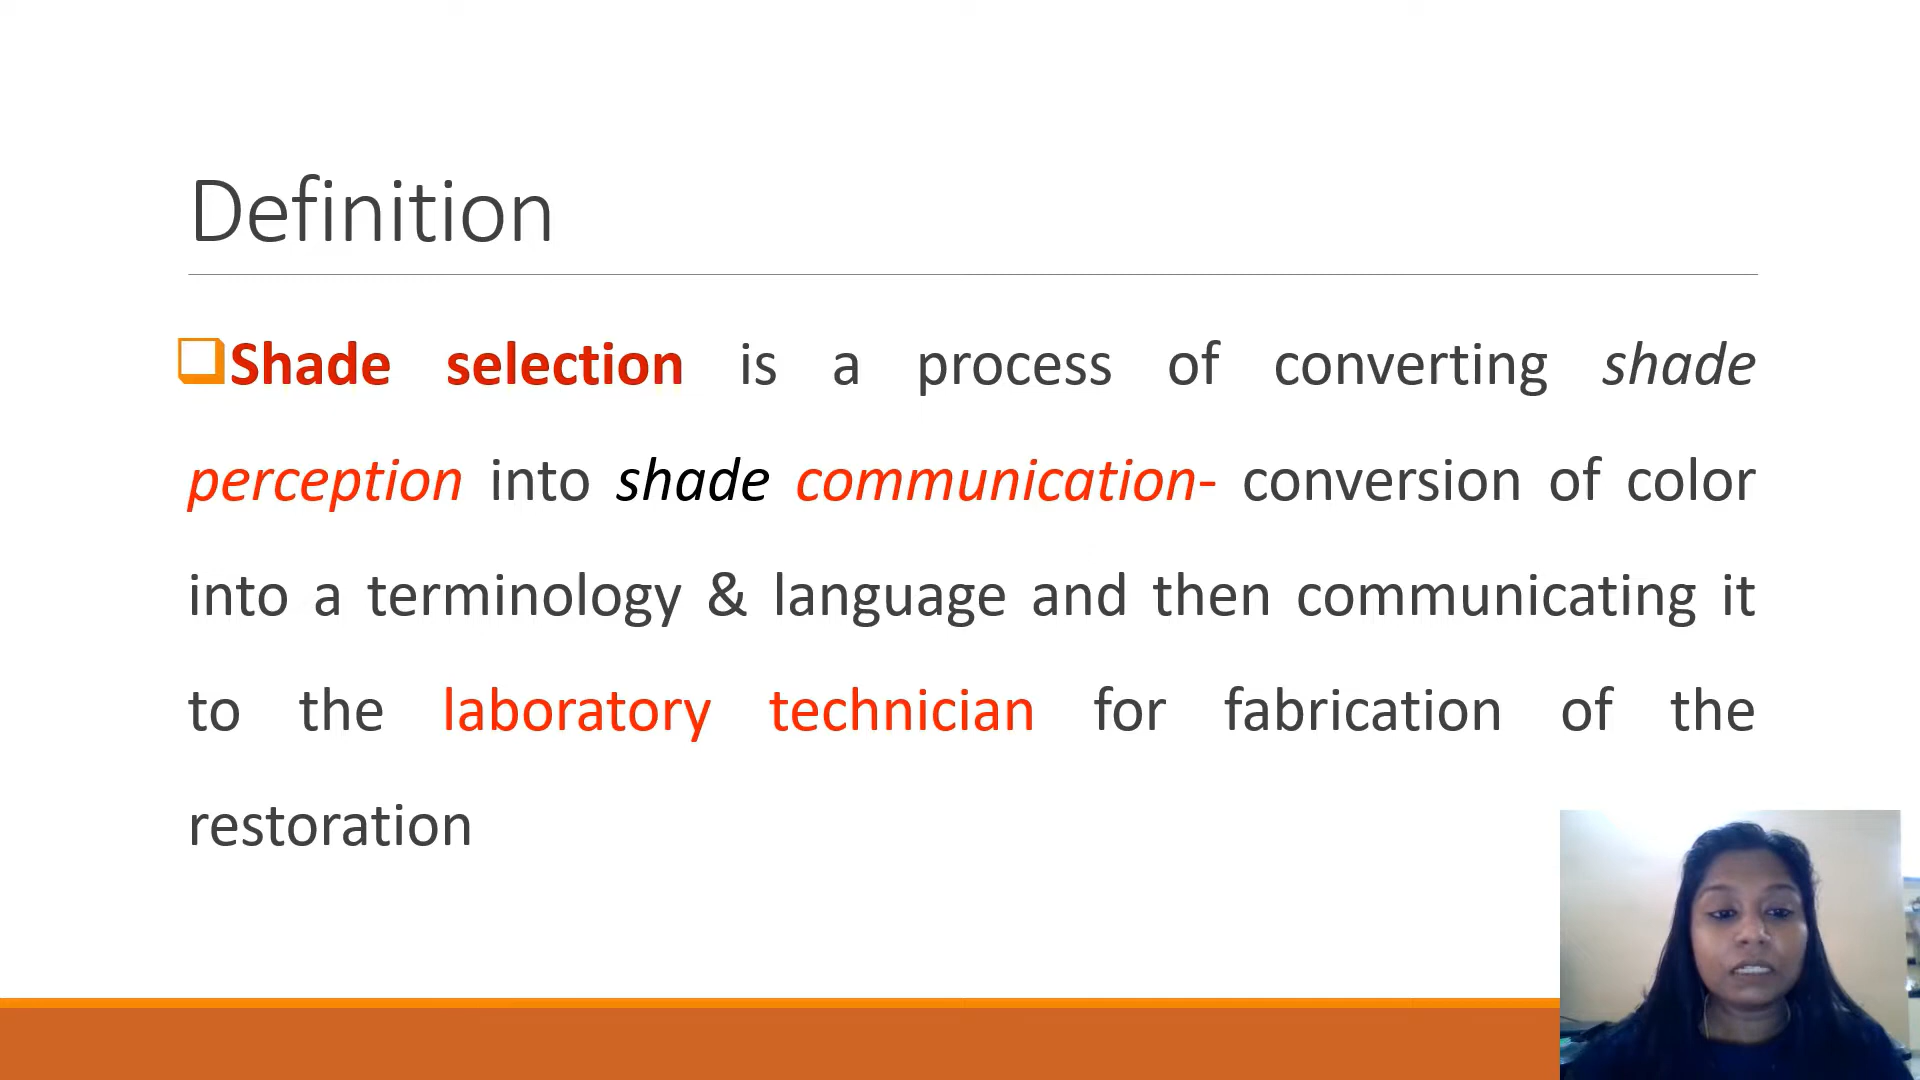 Definition
Shade selection is a process of converting shade
perception into shade communication- conversion of color
into a terminology & language and then communicating it
to the laboratory technician for fabrication of the
restoration